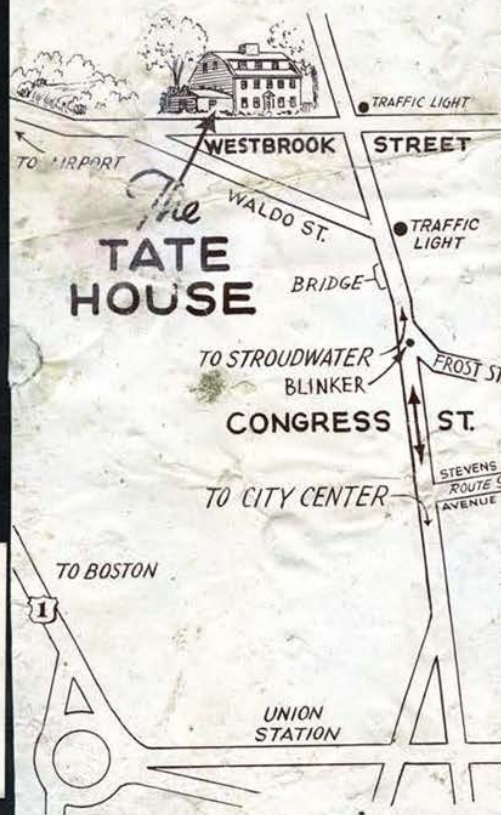 TRAFFIC LIGHT
WESTBROOK STREET
TO AIRPORT
The
TATE
HOUSE
WALDO ST.
TRAFFIC
LIGHT
BRIDGE
TO STROUDWATER
BLINKER
FROST ST
CONGRESS ST.
STEVENS
ROUTE
AVENUE
TO CITY CENTER
TO BOSTON
1
UNION
STATION